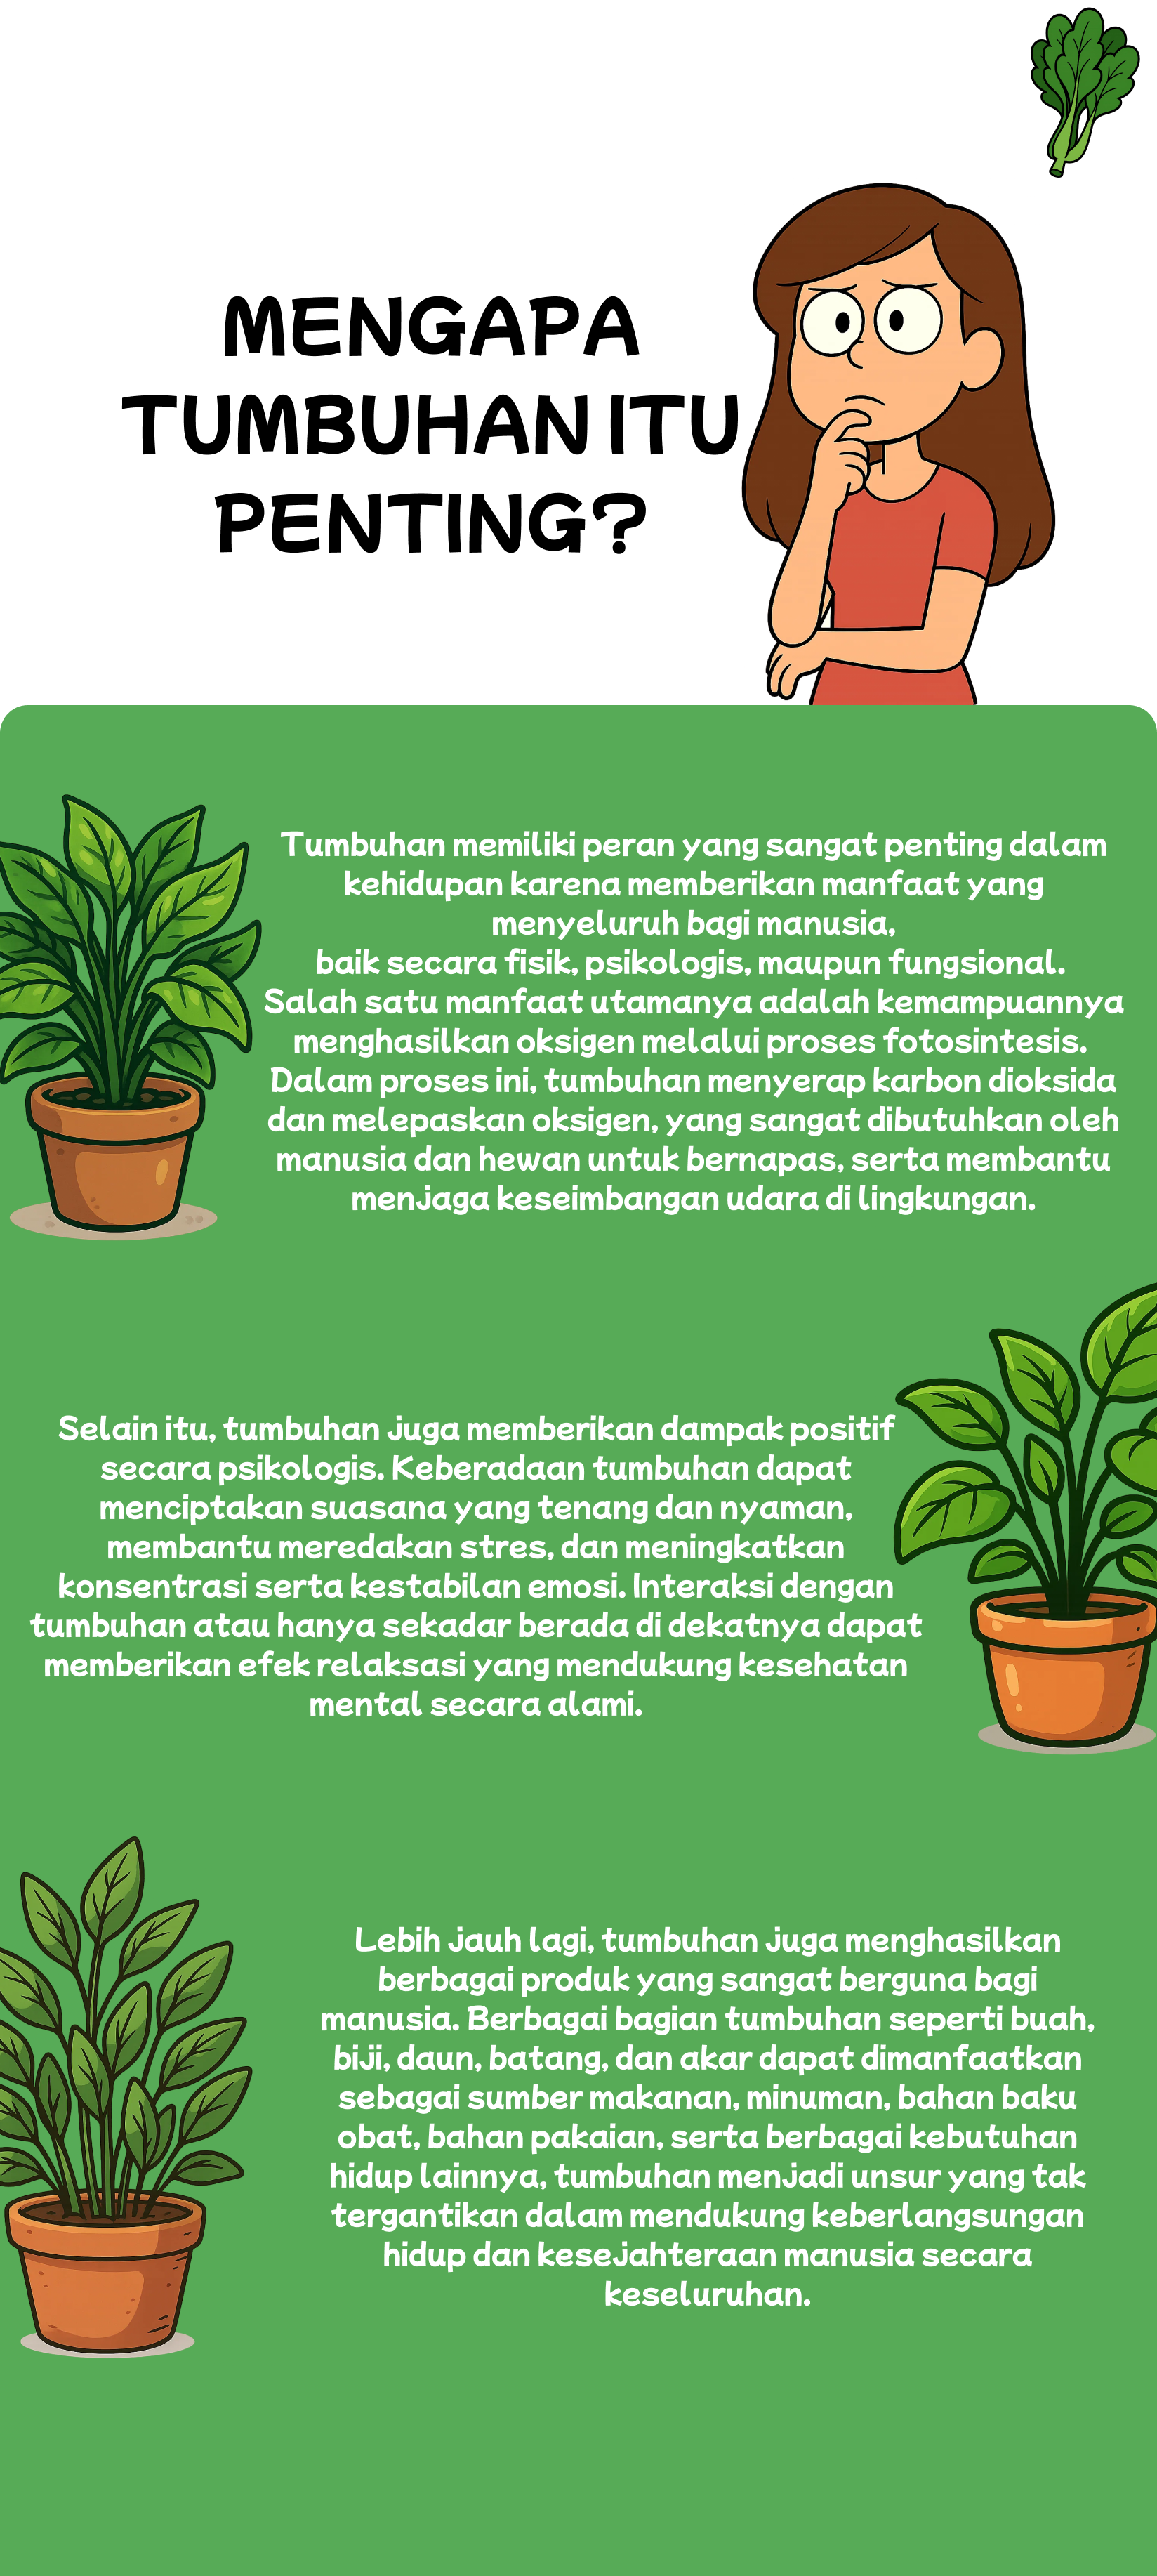 MENGAPA
TUMBUHAN ITU
PENTING?
Tumbuhan memiliki peran yang sangat penting dalam
kehidupan karena memberikan manfaat yang
menyeluruh bagi manusia,
baik secara fisik, psikologis, maupun fungsional.
Salah satu manfaat utamanya adalah kemampuannya
menghasilkan oksigen melalui proses fotosintesis.
Dalam proses ini, tumbuhan menyerap karbon dioksida
dan melepaskan oksigen, yang sangat dibutuhkan oleh
manusia dan hewan untuk bernapas, serta membantu
menjaga keseimbangan udara di lingkungan.
Selain itu, tumbuhan juga memberikan dampak positif
secara psikologis. Keberadaan tumbuhan dapat
menciptakan suasana yang tenang dan nyaman,
membantu meredakan stres, dan meningkatkan
konsentrasi serta kestabilan emosi. Interaksi dengan
tumbuhan atau hanya sekadar berada di dekatnya dapat
memberikan efek relaksasi yang mendukung kesehatan
mental secara alami.
Lebih jauh lagi, tumbuhan juga menghasilkan
berbagai produk yang sangat berguna bagi
manusia. Berbagai bagian tumbuhan seperti buah,
biji, daun, batang, dan akar dapat dimanfaatkan
sebagai sumber makanan, minuman, bahan baku
obat, bahan pakaian, serta berbagai kebutuhan
hidup lainnya, tumbuhan menjadi unsur yang tak
tergantikan dalam mendukung keberlangsungan
hidup dan kesejahteraan manusia secara
keseluruhan.